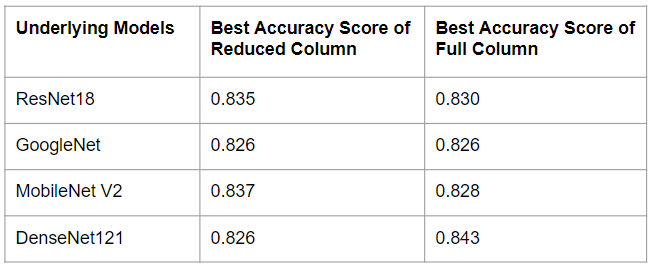 Underlying Models Best Accuracy Score of Reduced Column Best Accuracy Score of Full Column
ResNet18 0.835 0.830
GoogleNet 0.826 0.826
MobileNet V2 0.837 0.828
DenseNet121 0.826 0.843